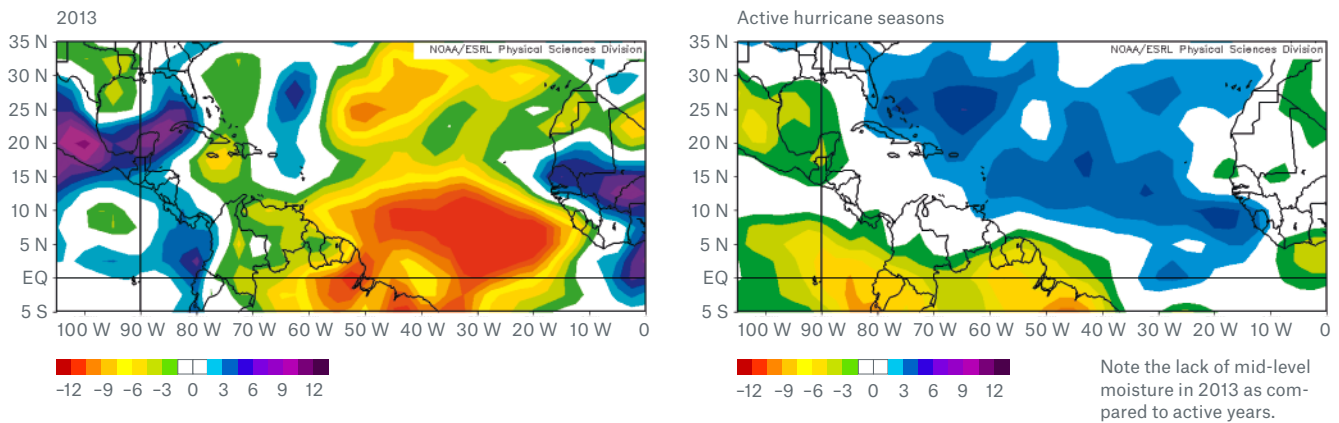 2013
NOAA/ESRL Physical Sciences Division
35 N
30 N
25 N
20 N
15 N
10 N
5 N
EQ
5 S
100 W 90 W 80 W 70 W 60 W 50 W 40 W 30 W 20 W 10 W 0
−12 −9 −6 −3 0 3 6 9 12
Active hurricane seasons
NOAA/ESRL Physical Sciences Division
35 N
30 N
25 N
20 N
15 N
10 N
5 N
EQ
5 S
100 W 90 W 80 W 70 W 60 W 50 W 40 W 30 W 20 W 10 W 0
−12 −9 −6 −3 0 3 6 9 12
Note the lack of mid-level
moisture in 2013 as com-
pared to active years.